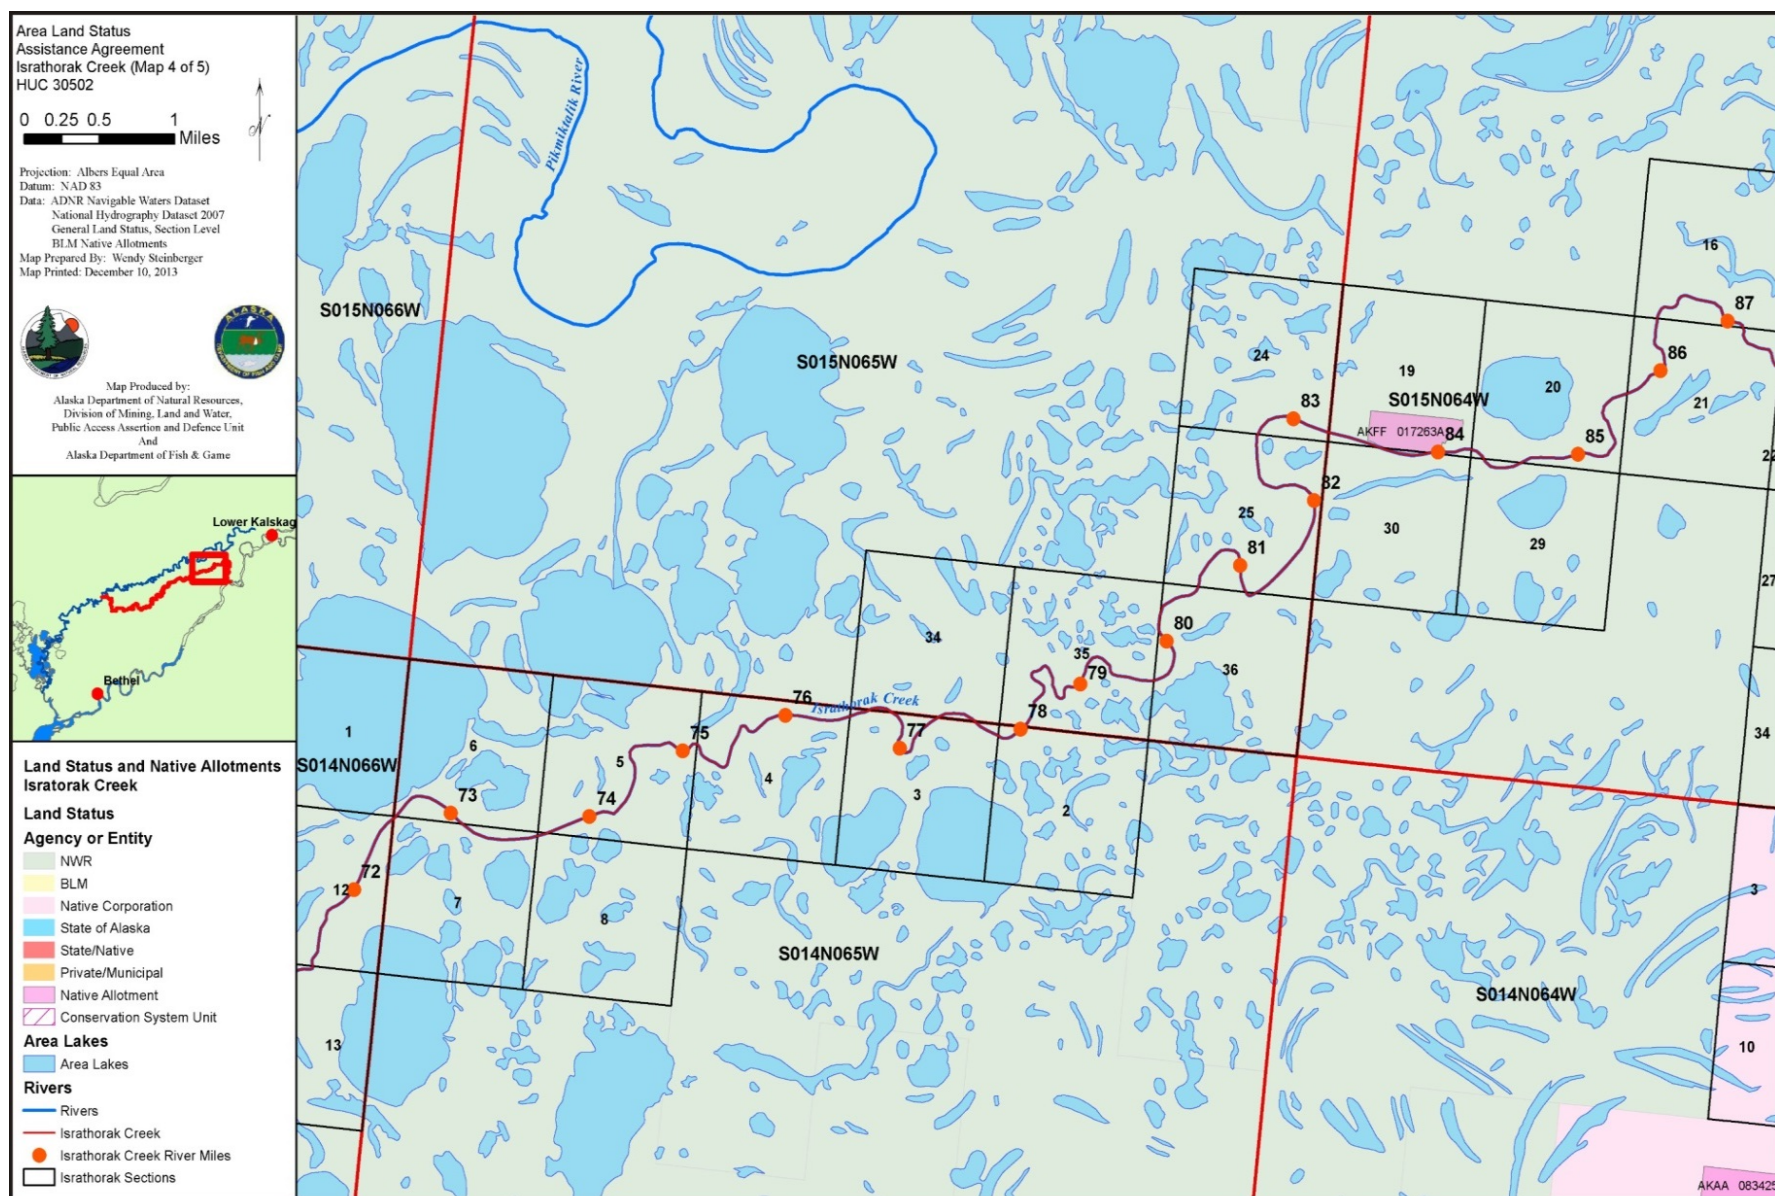 Area Land Status
Assistance Agreement
Israthorak Creek (Map 4 of 5)
HUC 30502
0 0.25 0.5 1
Miles
N
Projection: Albers Equal Area
Datum: NAD 83
Data: ADNR Navigable Waters Dataset
National Hydrography Dataset 2007
General Land Status, Section Level
BLM Native Allotments
Map Prepared By: Wendy Steinberger
Map Printed: December 10, 2013
ALASKA
Map Produced by:
Alaska Department of Natural Resources,
Division of Mining, Land and Water,
Public Access Assertion and Defence Unit
And
Alaska Department of Fish & Game
Lower Kalskag
Bethel
Land Status and Native Allotments
Isratorak Creek
Land Status
Agency or Entity
NWR
BLM
Native Corporation
State of Alaska
State/Native
Private/Municipal
Native Allotment
Conservation System Unit
Area Lakes
Area Lakes
Rivers
Rivers
Israthorak Creek
Israthorak Creek River Miles
Israthorak Sections
Pikmiktalik River
S015N066W
S015N065W
16
87
24
19
20
86
21
S015N064W
83
AKFF 017263A
84
85
22
82
25
30
29
81
27
34
80
35
36
79
34
76
Israthorak Creek
78
1
6
75
77
S014N066W
5
4
3
2
73
74
72
12
7
8
3
S014N065W
S014N064W
13
10
AKAA 083425